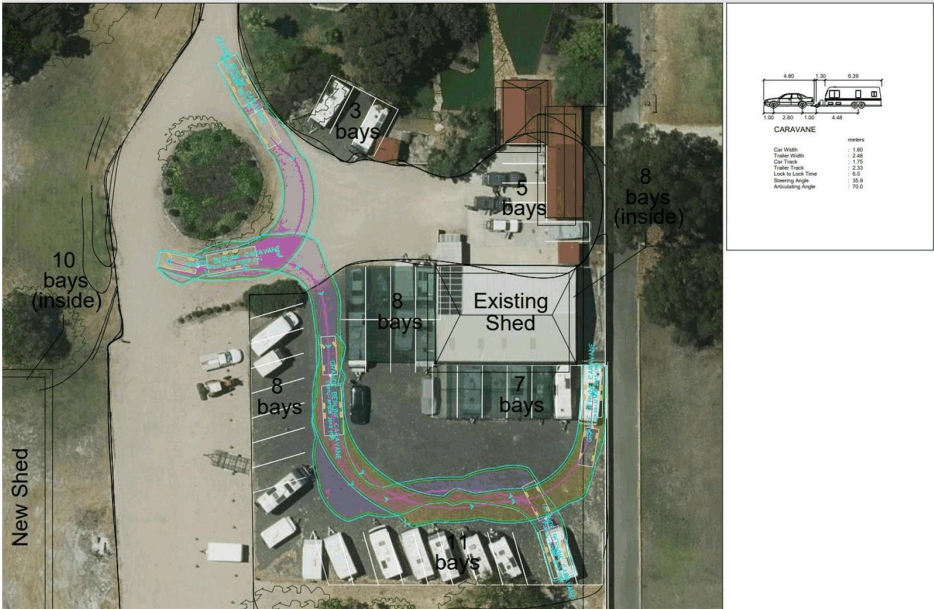 3
bays
5
bays
8
bays
(inside)
10
bays
(inside)
8
bays
Existing
Shed
8
bays
7
bays
11
bays
New Shed
CARAVANE
CARAVANE
4.60 1.30 6.39
1.00 2.80 1.00 4.48
CARAVANE
meters
Car Width : 1.80
Trailer Width : 2.48
Car Track : 1.75
Trailer Track : 2.33
Lock to Lock Time : 6.0
Steering Angle : 35.9
Articulating Angle : 70.0